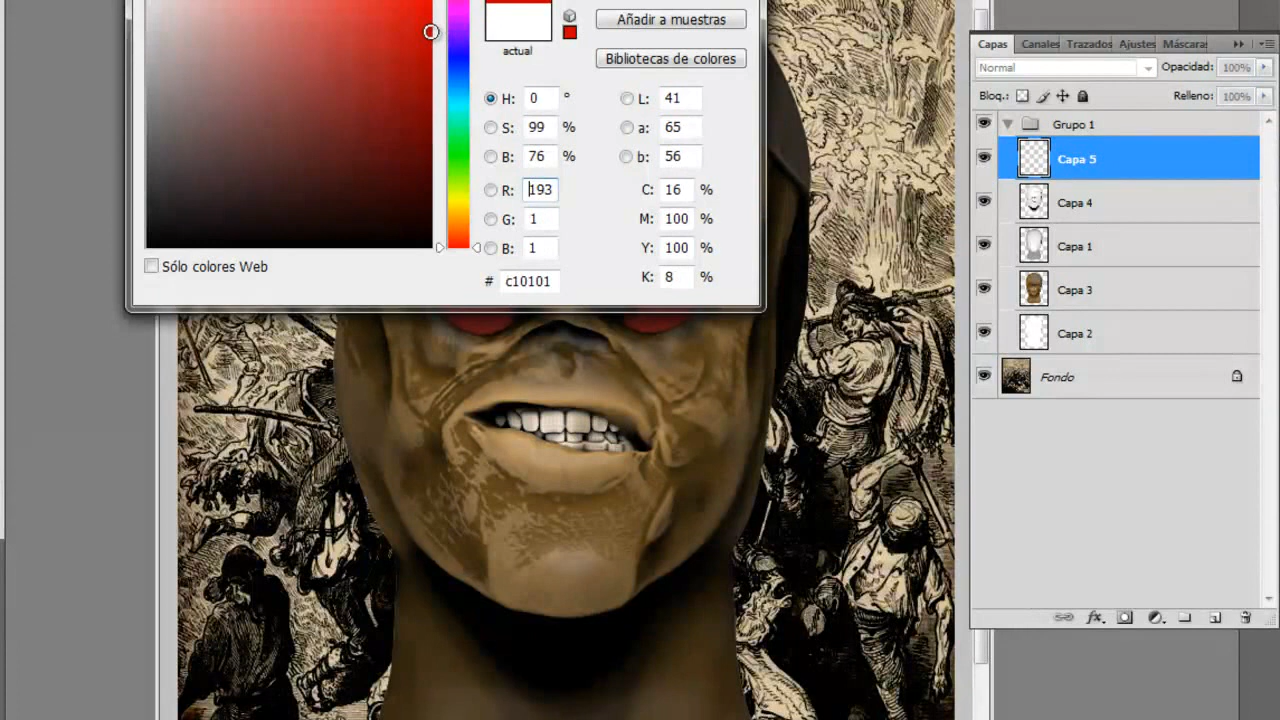 Añadir a muestras
actual
Bibliotecas de colores
H: 0 °
L: 41
S: 99 %
a: 65
B: 76 %
b: 56
R: 193
C: 16 %
G: 1
M: 100 %
B: 1
Y: 100 %
# c10101
K: 8 %
Sólo colores Web
Capas Canales Trazados Ajustes Máscaras
Normal Opacidad: 100%
Bloq.: Relleno: 100%
Grupo 1
Capa 5
Capa 4
Capa 1
Capa 3
Capa 2
Fondo
fx